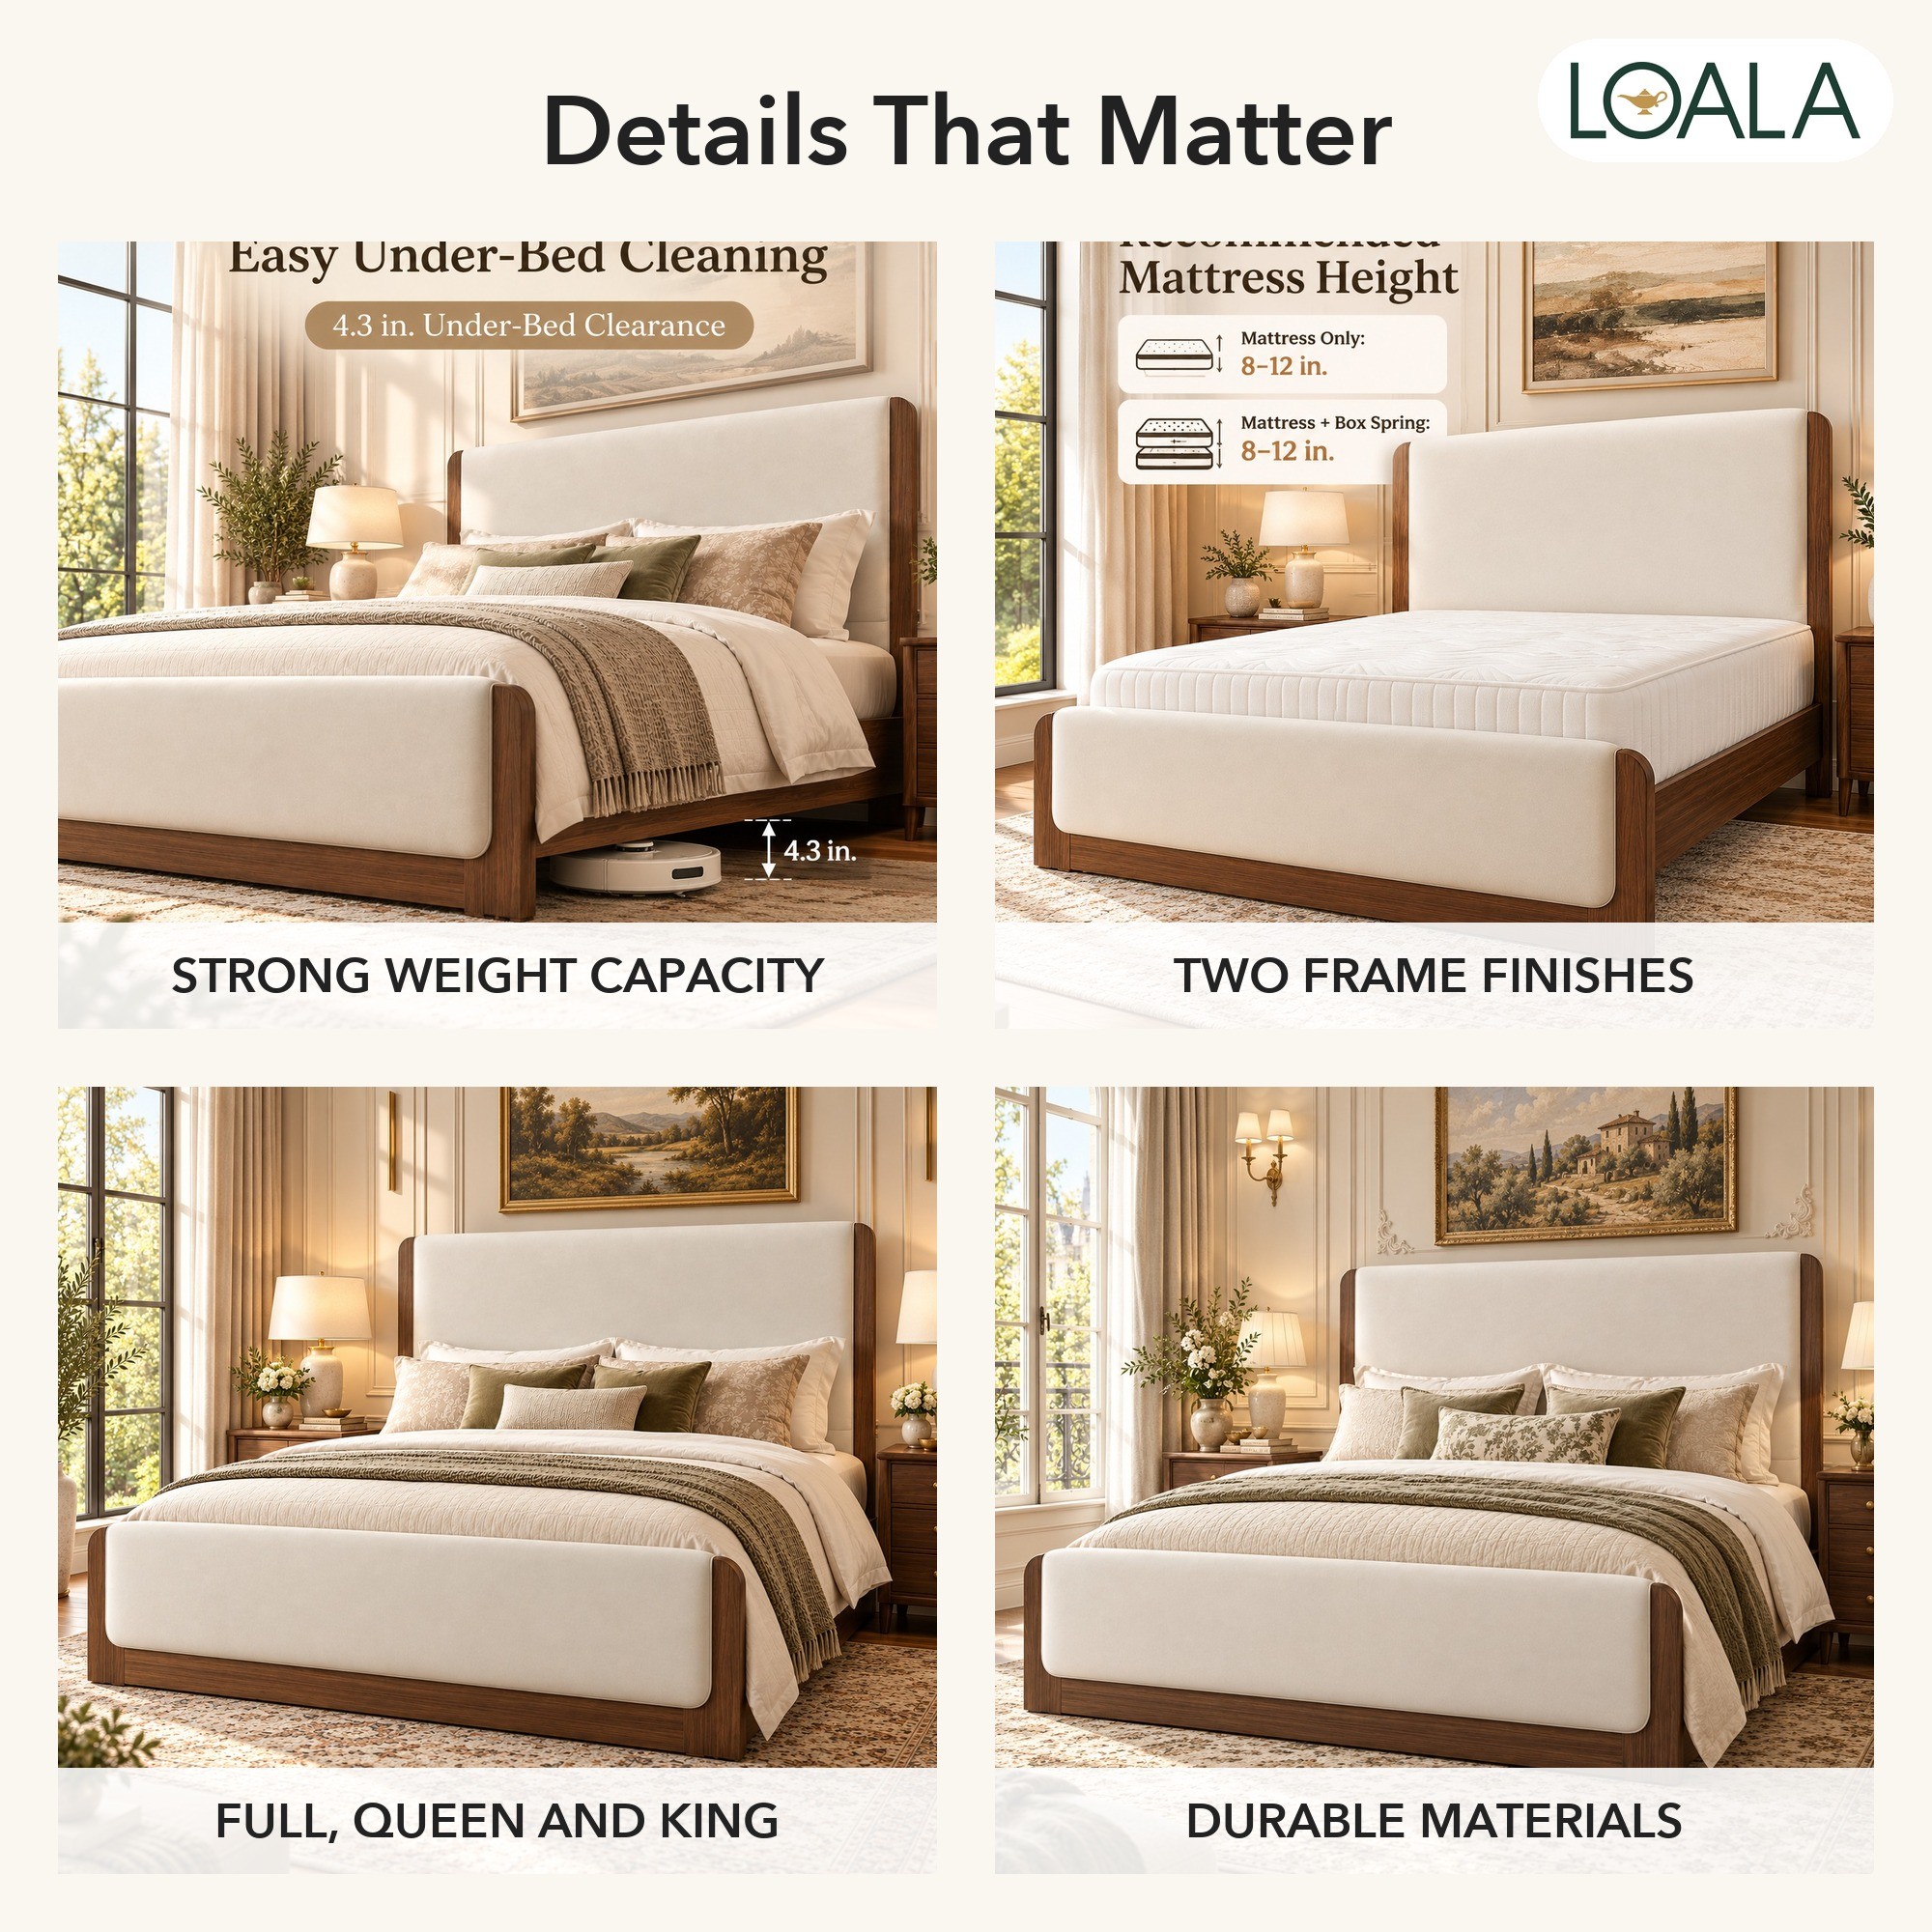 LOALA
Details That Matter
Easy Under-Bed Cleaning
4.3 in. Under-Bed Clearance
4.3 in.
STRONG WEIGHT CAPACITY
Recommended
Mattress Height
Mattress Only:
8–12 in.
Mattress + Box Spring:
8–12 in.
TWO FRAME FINISHES
FULL, QUEEN AND KING
DURABLE MATERIALS